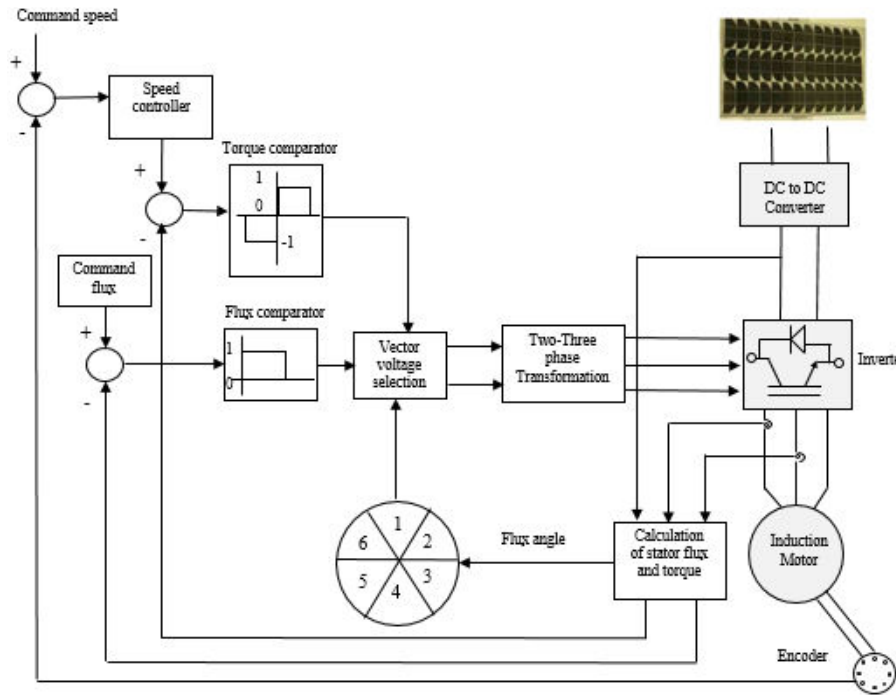 Command speed
+
-
Speed
controller
+
-
Torque comparator
1
0
-1
DC to DC
Converter
Command
flux
+
-
Flux comparator
1
0
Vector
voltage
selection
Two-Three
phase
Transformation
Inverte
1
2
3
4
5
6
Flux angle
Calculation
of stator flux
and torque
Induction
Motor
Encoder